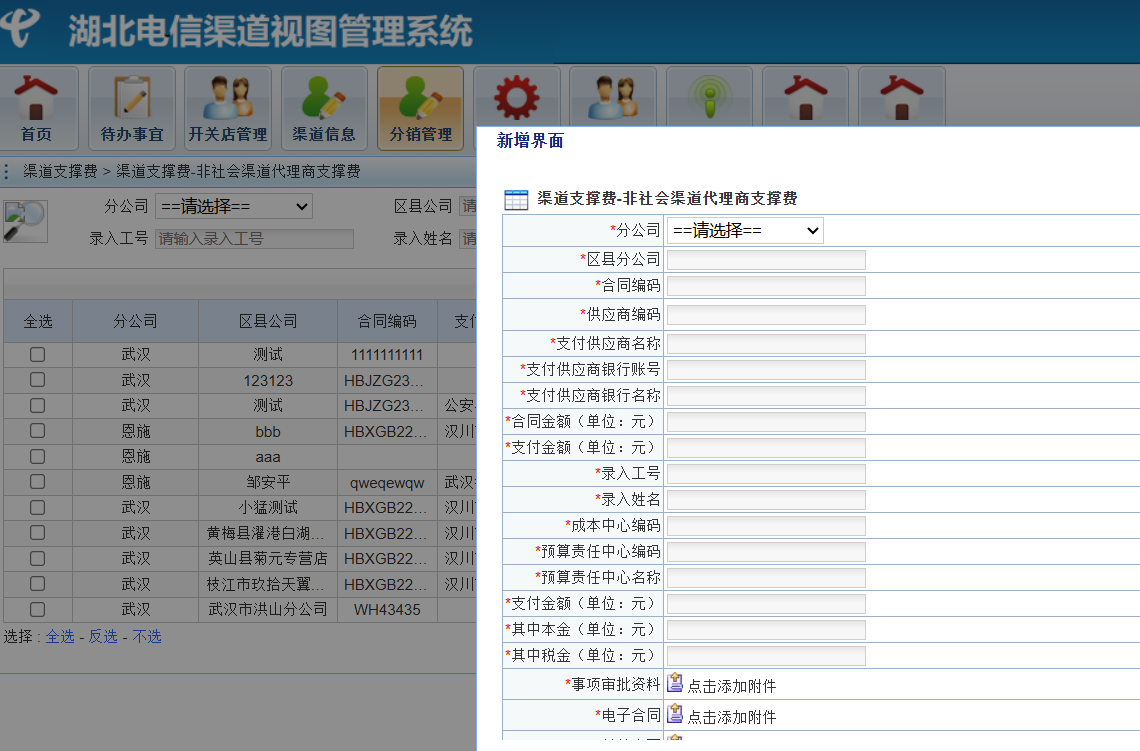 湖北电信渠道视图管理系统
首页 待办事宜 开关店管理 渠道信息 分销管理
渠道支撑费 > 渠道支撑费-非社会渠道代理商支撑费
分公司 ==请选择== 区县公司 请
录入工号 请输入录入工号 录入姓名 请
全选 分公司 区县公司 合同编码
武汉 测试 1111111111
武汉 123123 HBJZG23...
武汉 测试 HBJZG23... 公安
恩施 bbb HBXGB22... 汉川
恩施 aaa
恩施 邹安平 qweqewqw 武汉
武汉 小猛测试 HBXGB22... 汉川
武汉 黄梅县濯港白湖... HBXGB22... 汉川
武汉 英山县菊元专营店 HBXGB22... 汉川
武汉 枝江市玖拾天翼... HBXGB22... 汉川
武汉 武汉市洪山分公司 WH43435
选择 : 全选 - 反选 - 不选
新增界面
渠道支撑费-非社会渠道代理商支撑费
*分公司 ==请选择==
*区县分公司
*合同编码
*供应商编码
*支付供应商名称
*支付供应商银行账号
*支付供应商银行名称
*合同金额（单位：元）
*支付金额（单位：元）
*录入工号
*录入姓名
*成本中心编码
*预算责任中心编码
*预算责任中心名称
*支付金额（单位：元）
*其中本金（单位：元）
*其中税金（单位：元）
*事项审批资料 点击添加附件
*电子合同 点击添加附件